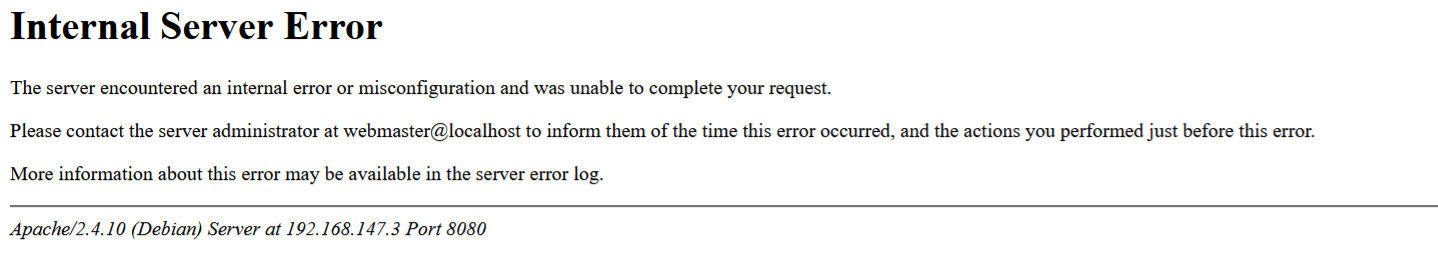 Internal Server Error
The server encountered an internal error or misconfiguration and was unable to complete your request.
Please contact the server administrator at webmaster@localhost to inform them of the time this error occurred, and the actions you performed just before this error.
More information about this error may be available in the server error log.
Apache/2.4.10 (Debian) Server at 192.168.147.3 Port 8080